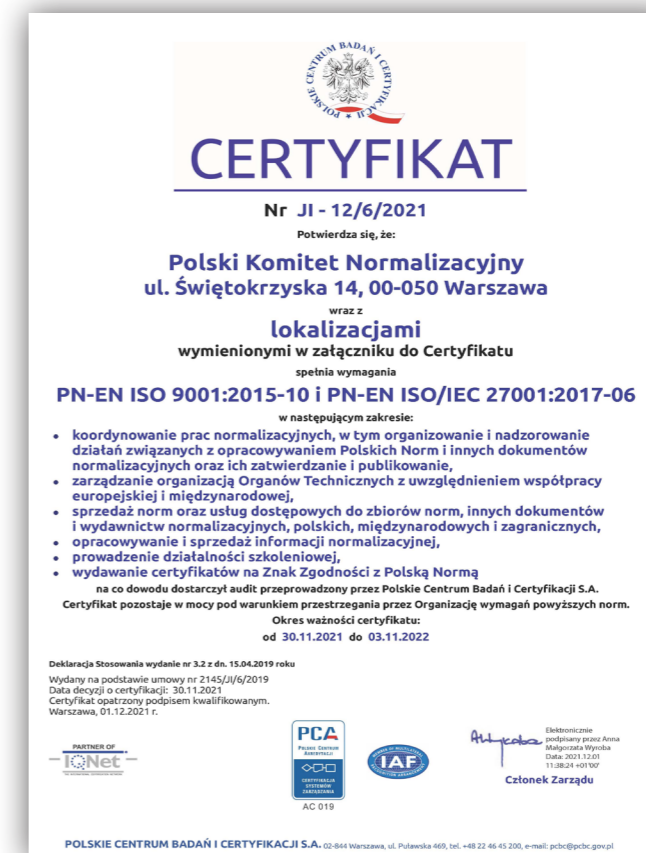 POLSKIE CENTRUM BADAŃ I CERTYFIKACJI
CERTYFIKAT
Nr JI - 12/6/2021
Potwierdza się, że:
Polski Komitet Normalizacyjny
ul. Świętokrzyska 14, 00-050 Warszawa
wraz z
lokalizacjami
wymienionymi w załączniku do Certyfikatu
spełnia wymagania
PN-EN ISO 9001:2015-10 i PN-EN ISO/IEC 27001:2017-06
w następującym zakresie:
• koordynowanie prac normalizacyjnych, w tym organizowanie i nadzorowanie
działań związanych z opracowywaniem Polskich Norm i innych dokumentów
normalizacyjnych oraz ich zatwierdzanie i publikowanie,
• zarządzanie organizacją Organów Technicznych z uwzględnieniem współpracy
europejskiej i międzynarodowej,
• sprzedaż norm oraz usług dostępowych do zbiorów norm, innych dokumentów
i wydawnictw normalizacyjnych, polskich, międzynarodowych i zagranicznych,
• opracowywanie i sprzedaż informacji normalizacyjnej,
• prowadzenie działalności szkoleniowej,
• wydawanie certyfikatów na Znak Zgodności z Polską Normą
na co dowodu dostarczył audit przeprowadzony przez Polskie Centrum Badań i Certyfikacji S.A.
Certyfikat pozostaje w mocy pod warunkiem przestrzegania przez Organizację wymagań powyższych norm.
Okres ważności certyfikatu:
od 30.11.2021 do 03.11.2022
Deklaracja Stosowania wydanie nr 3.2 z dn. 15.04.2019 roku
Wydany na podstawie umowy nr 2145/JI/6/2019
Data decyzji o certyfikacji: 30.11.2021
Certyfikat opatrzony podpisem kwalifikowanym.
Warszawa, 01.12.2021 r.
PARTNER OF
IQNet
PCA
POLSKIE CENTRUM
AKREDYTACJI
CERTYFIKACJA
SYSTEMÓW
ZARZĄDZANIA
AC 019
IAF
Elektronicznie
podpisany przez Anna
Małgorzata Wyroba
Data: 2021.12.01
11:38:24 +01'00'
Członek Zarządu
POLSKIE CENTRUM BADAŃ I CERTYFIKACJI S.A. 02-844 Warszawa, ul. Puławska 469, tel. +48 22 46 45 200, e-mail: pcbc@pcbc.gov.pl